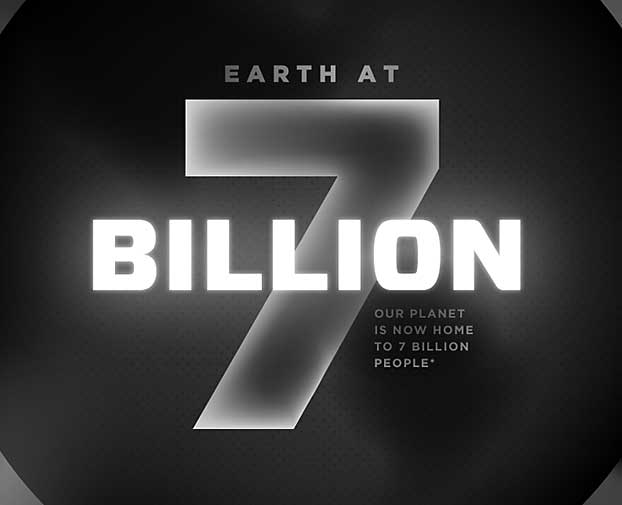 EARTH AT
7
BILLION
OUR PLANET
IS NOW HOME
TO 7 BILLION
PEOPLE*